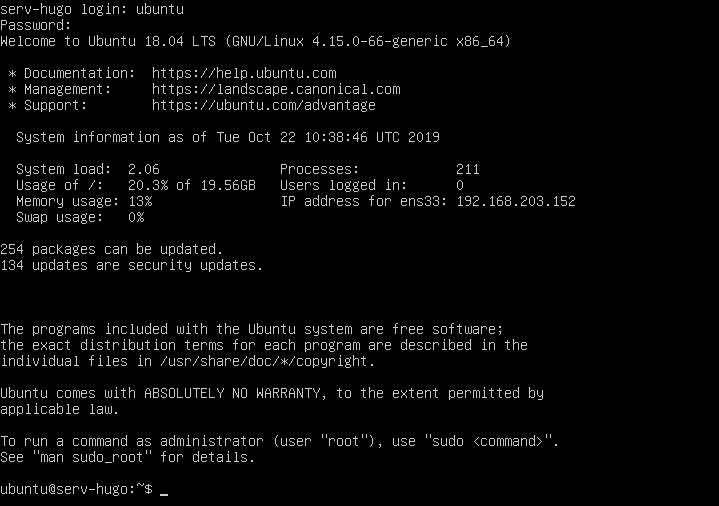 serv-hugo login: ubuntu
Password:
Welcome to Ubuntu 18.04 LTS (GNU/Linux 4.15.0-66-generic x86_64)
* Documentation:  https://help.ubuntu.com
* Management:     https://landscape.canonical.com
* Support:        https://ubuntu.com/advantage
System information as of Tue Oct 22 10:38:46 UTC 2019
System load:  2.06               Processes:            211
Usage of /:   20.3% of 19.56GB   Users logged in:      0
Memory usage: 13%                IP address for ens33: 192.168.203.152
Swap usage:   0%
254 packages can be updated.
134 updates are security updates.
The programs included with the Ubuntu system are free software;
the exact distribution terms for each program are described in the
individual files in /usr/share/doc/*/copyright.
Ubuntu comes with ABSOLUTELY NO WARRANTY, to the extent permitted by
applicable law.
To run a command as administrator (user "root"), use "sudo <command>".
See "man sudo_root" for details.
ubuntu@serv-hugo:~$ _